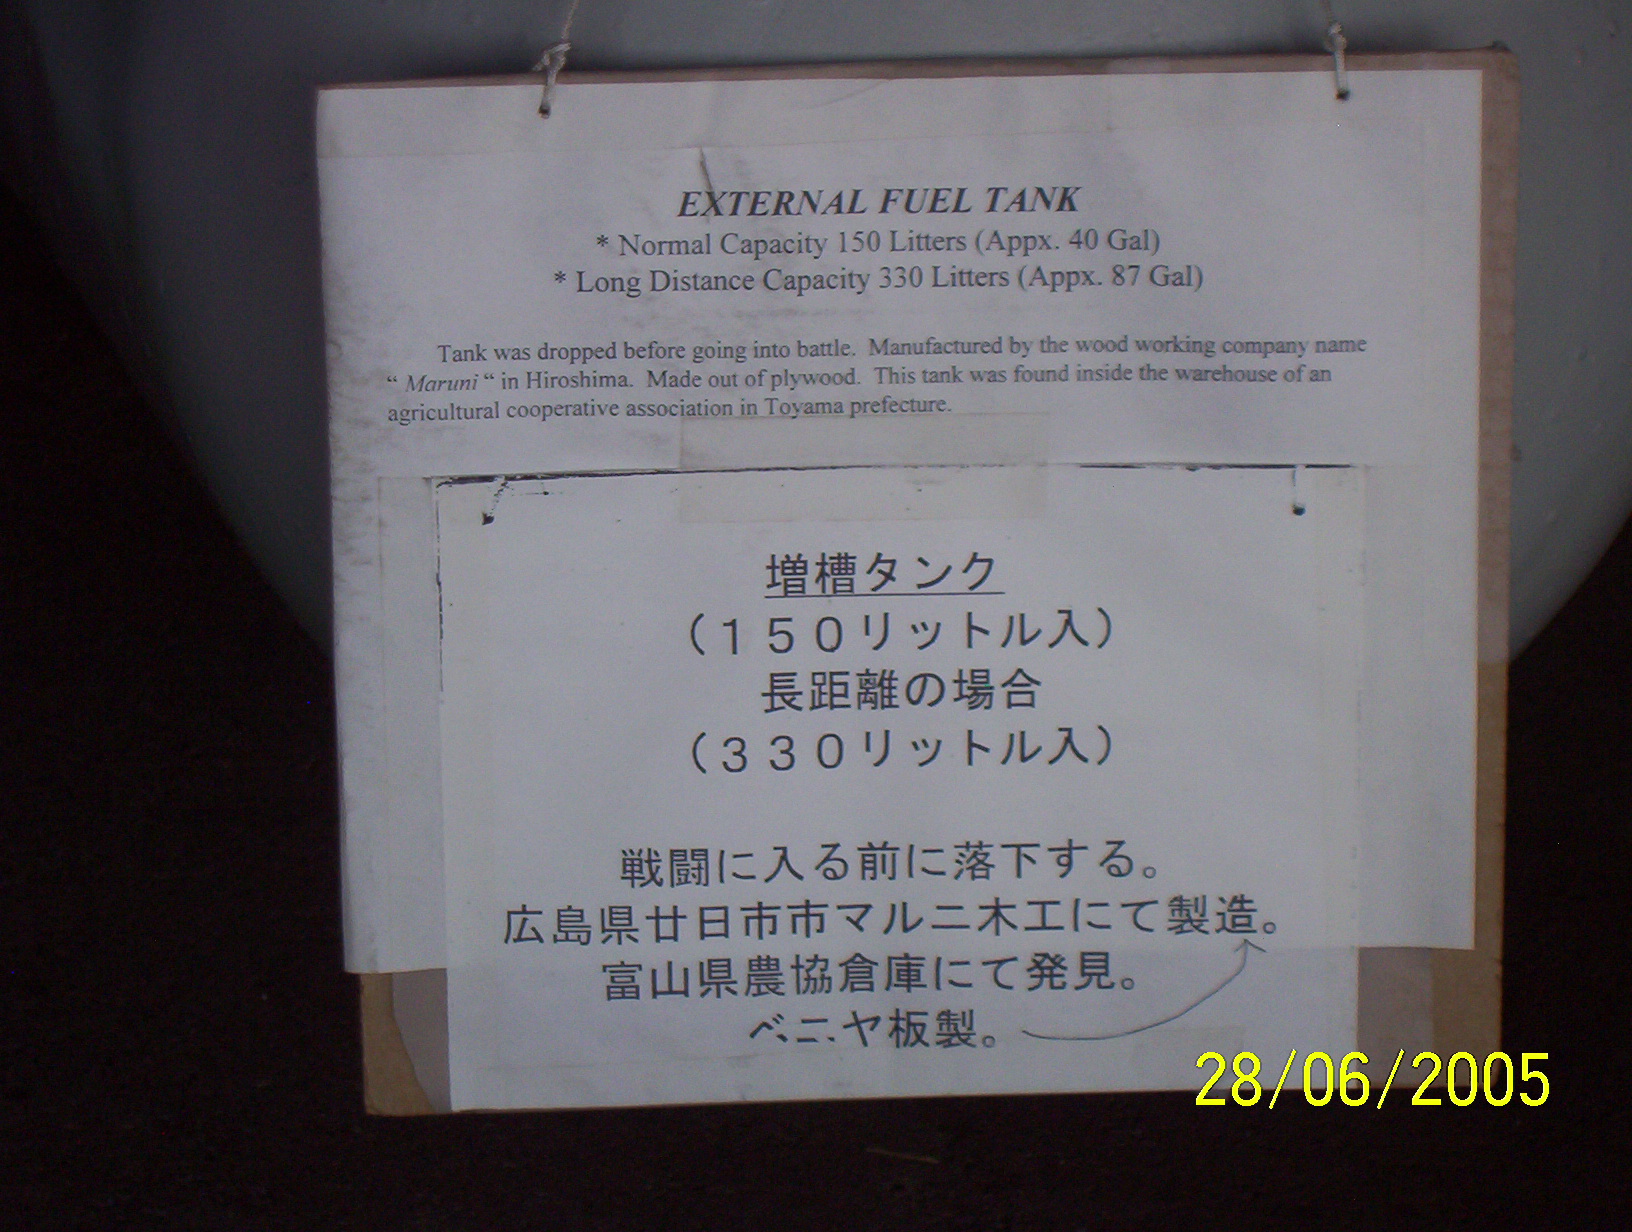 EXTERNAL FUEL TANK
* Normal Capacity 150 Litters (Appx. 40 Gal)
* Long Distance Capacity 330 Litters (Appx. 87 Gal)
Tank was dropped before going into battle. Manufactured by the wood working company name
“ Maruni “ in Hiroshima. Made out of plywood. This tank was found inside the warehouse of an
agricultural cooperative association in Toyama prefecture.
増槽タンク
（１５０リットル入）
長距離の場合
（３３０リットル入）
戦闘に入る前に落下する。
広島県廿日市市マルニ木工にて製造。
富山県農協倉庫にて発見。
ベニヤ板製。
28/06/2005